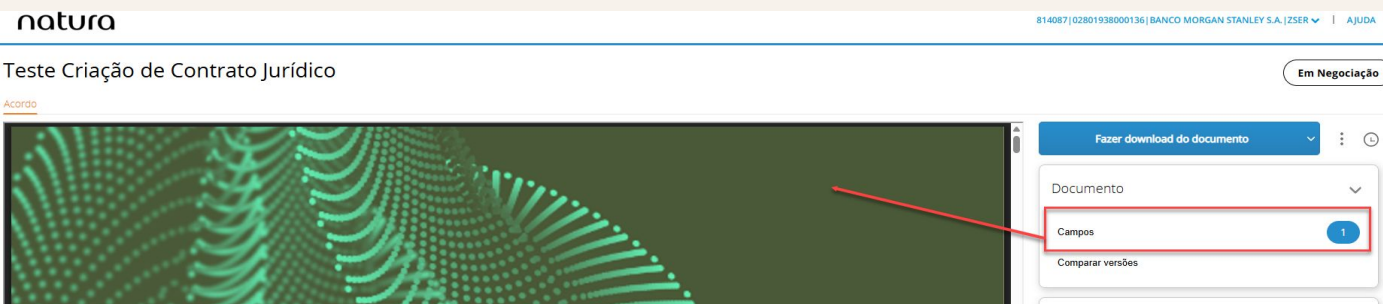 natura
814087|02801938000136|BANCO MORGAN STANLEY S.A.|ZSER | AJUDA
Teste Criação de Contrato Jurídico
Em Negociação
Acordo
Fazer download do documento
Documento
Campos 1
Comparar versões